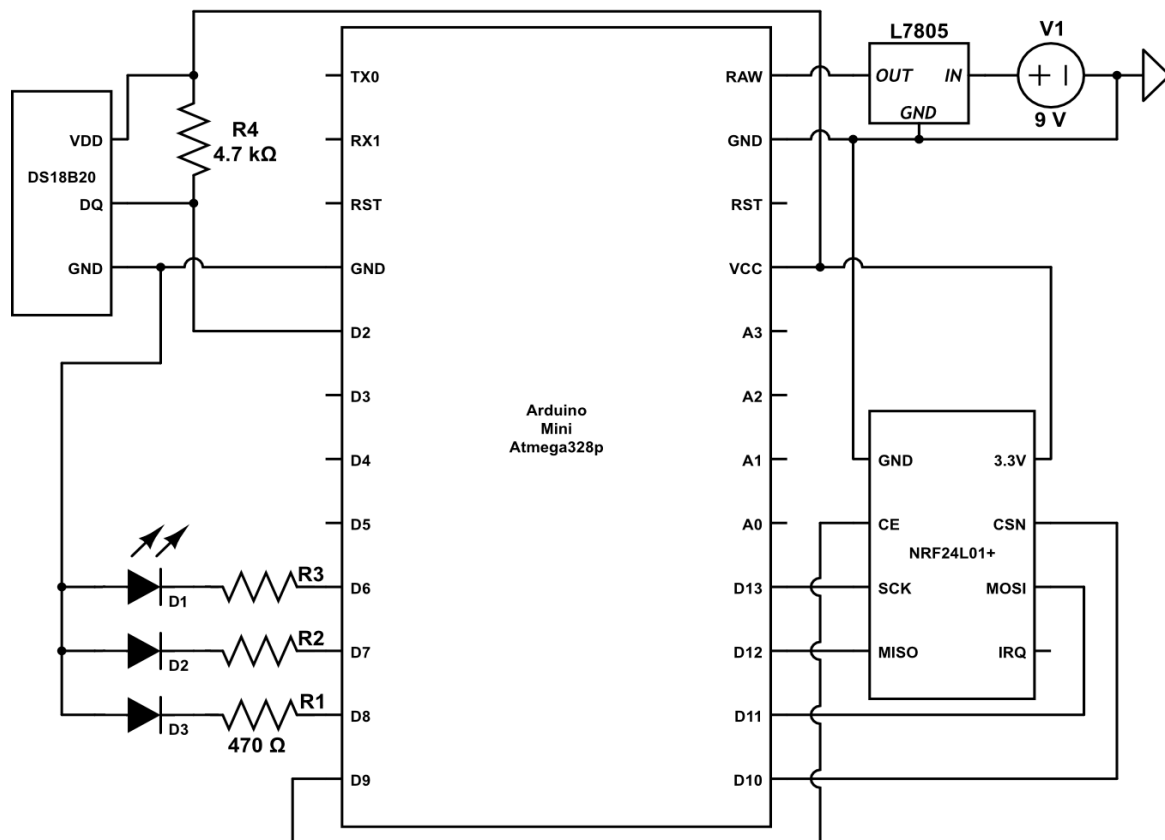 L7805
V1
OUT
IN
GND
9 V
VDD
DS18B20
DQ
GND
R4
4.7 kΩ
TX0
RX1
RST
GND
D2
D3
D4
D5
D6
D7
D8
D9
Arduino
Mini
Atmega328p
RAW
GND
RST
VCC
A3
A2
A1
A0
D13
D12
D11
D10
GND
3.3V
CE
CSN
NRF24L01+
SCK
MOSI
MISO
IRQ
D1
R3
D2
R2
D3
R1
470 Ω
+ –